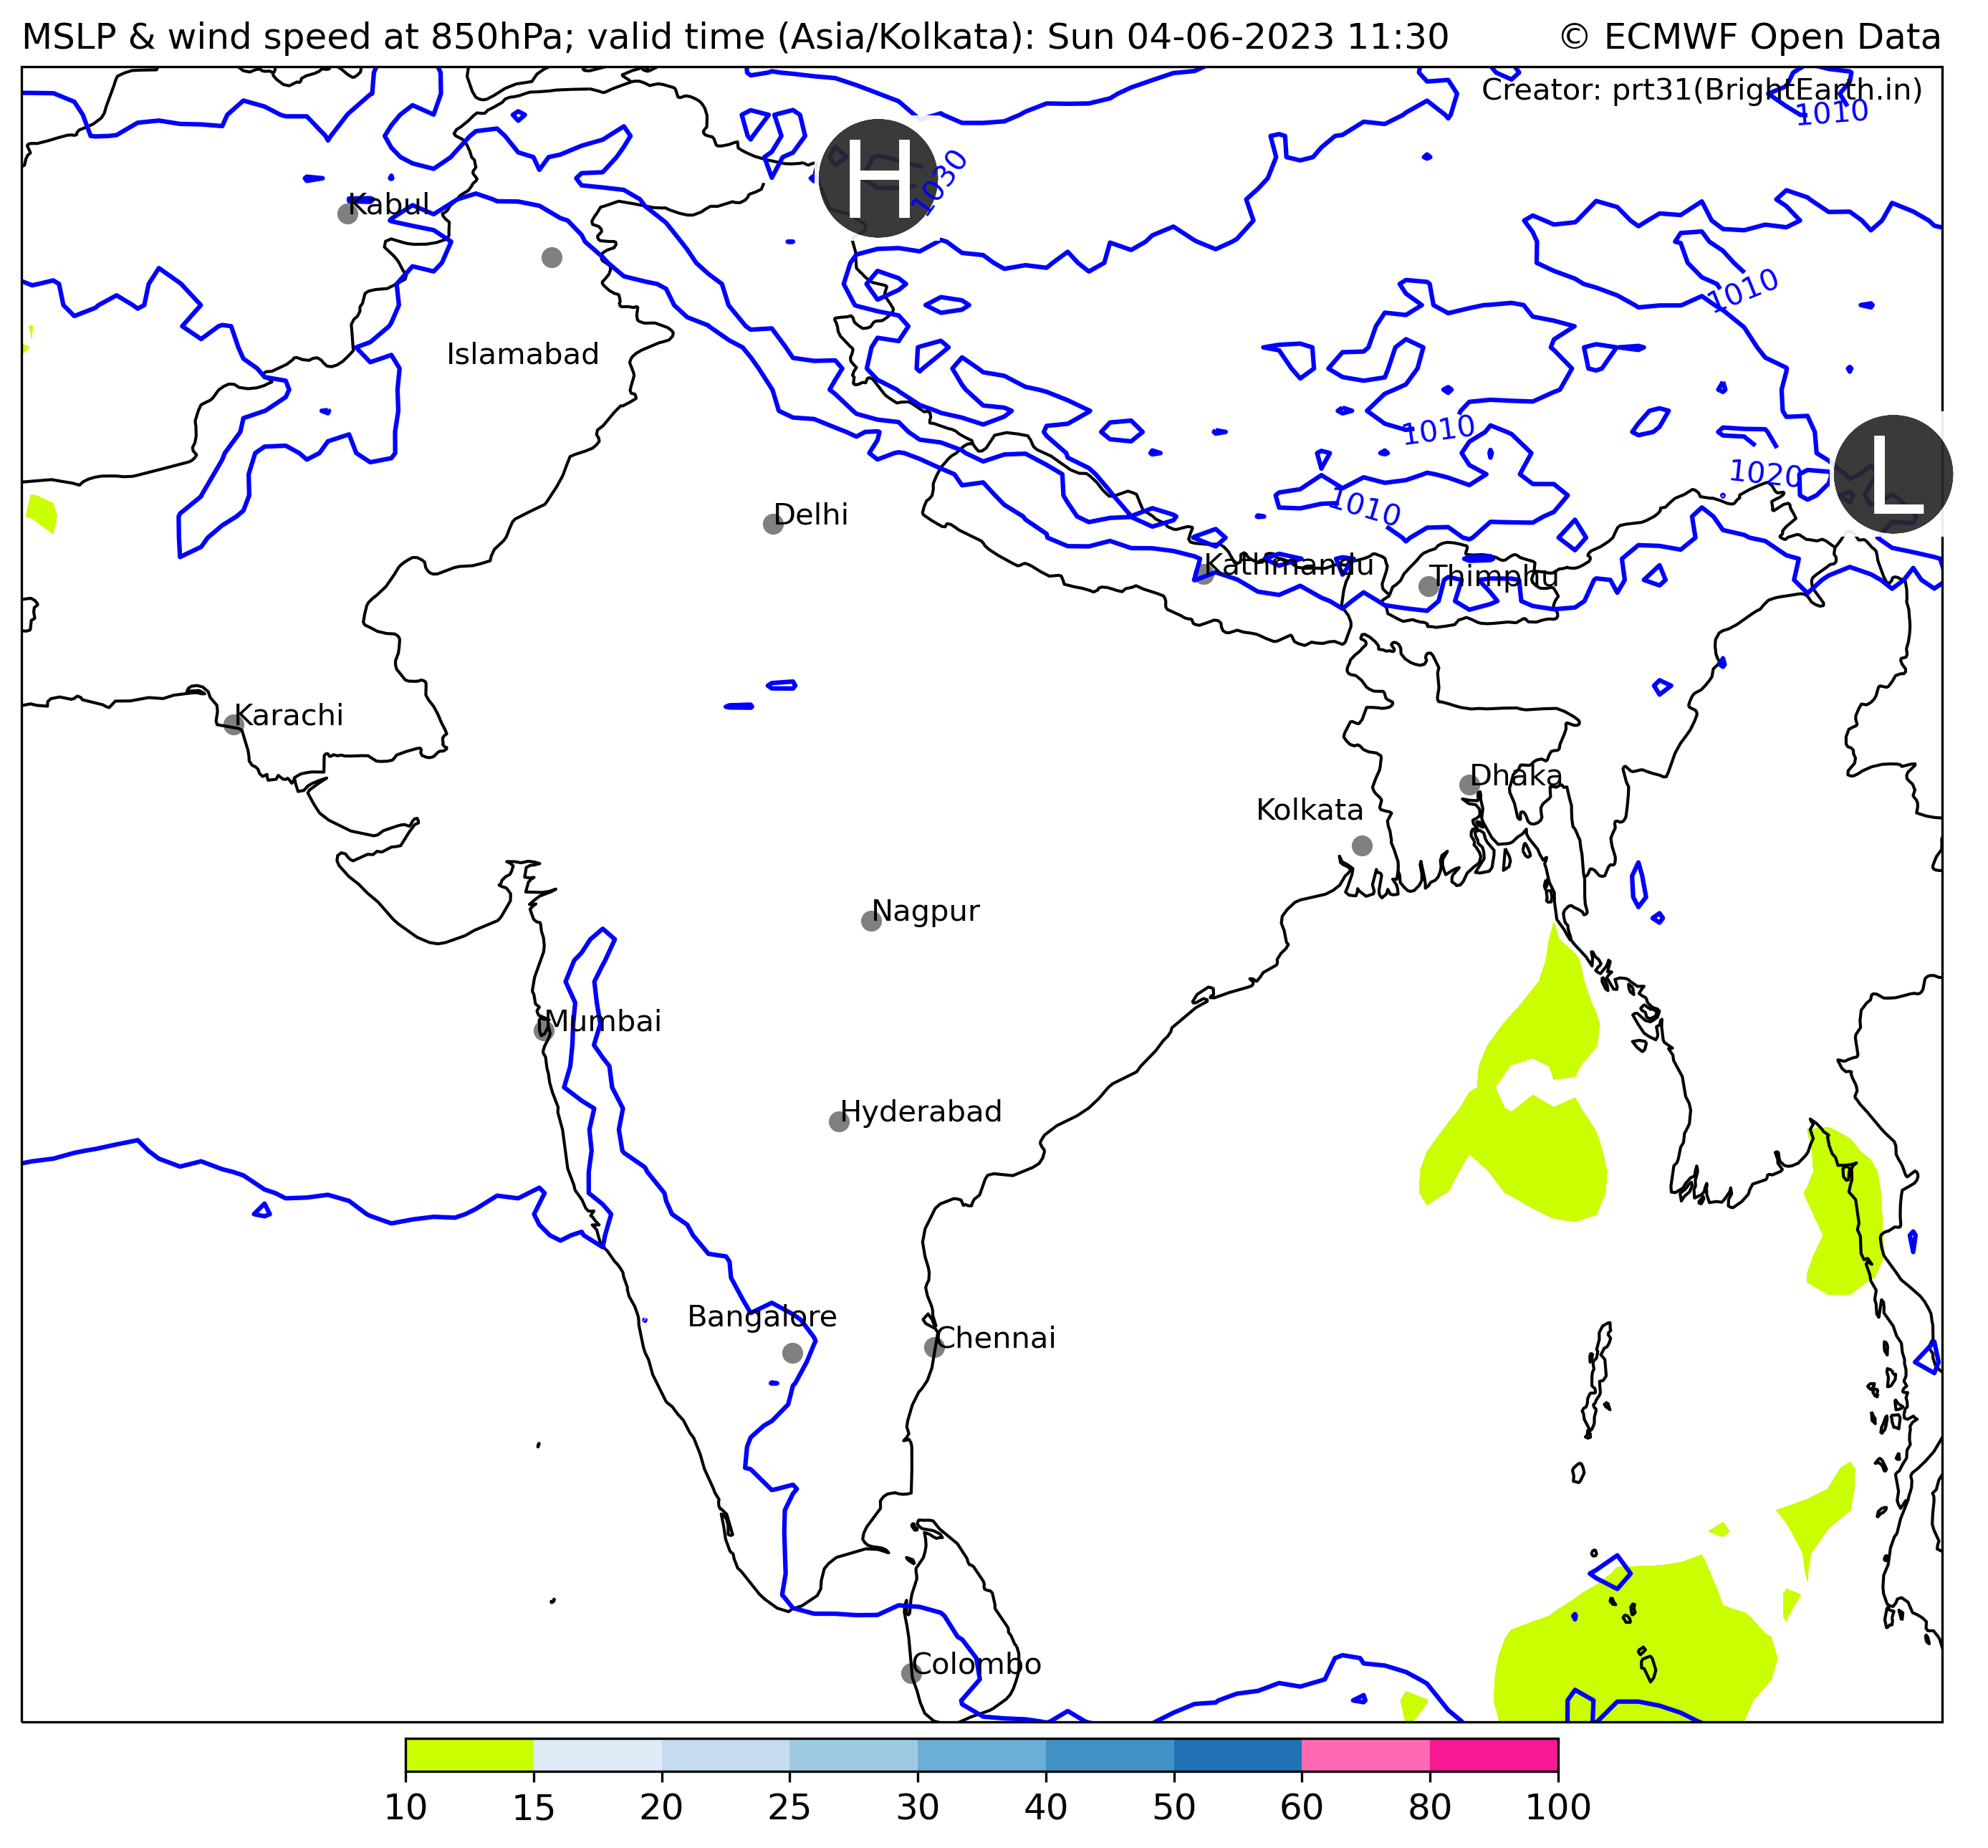 MSLP & wind speed at 850hPa; valid time (Asia/Kolkata): Sun 04-06-2023 11:30
© ECMWF Open Data
Creator: prt31(BrightEarth.in)
1010
H
1030
Kabul
1010
Islamabad
1010
1020
L
1010
Delhi
Kathmandu
Thimphu
Karachi
Dhaka
Kolkata
Nagpur
Mumbai
Hyderabad
Bangalore
Chennai
Colombo
10 15 20 25 30 40 50 60 80 100